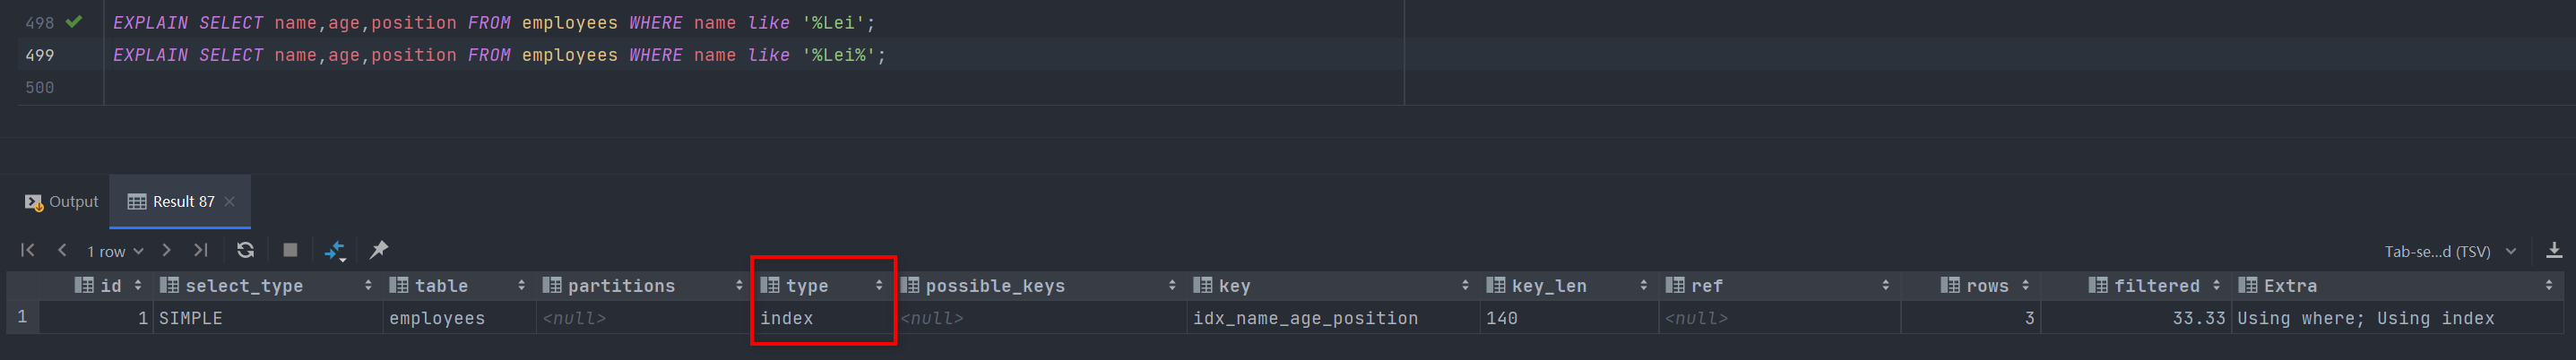 498 EXPLAIN SELECT name,age,position FROM employees WHERE name like '%Lei';
499 EXPLAIN SELECT name,age,position FROM employees WHERE name like '%Lei%';
500
Output Result 87
1 row Tab-se...d (TSV)
id select_type table partitions type possible_keys key key_len ref rows filtered Extra
1 1 SIMPLE employees <null> index <null> idx_name_age_position 140 <null> 3 33.33 Using where; Using index